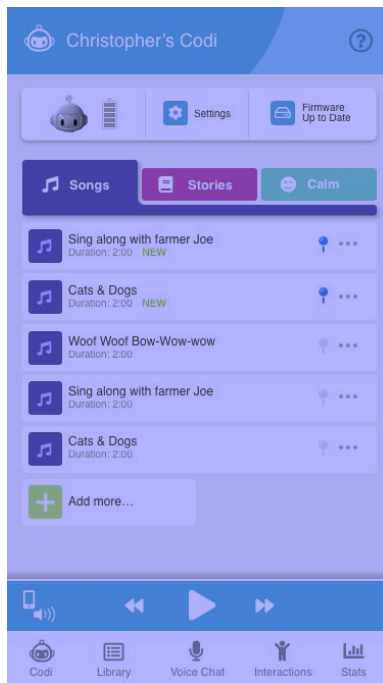 Christopher's Codi
?
Settings
Firmware
Up to Date
Songs
Stories
Calm
Sing along with farmer Joe
Duration: 2:00 NEW
Cats & Dogs
Duration: 2:00 NEW
Woof Woof Bow-Wow-wow
Duration: 2:00
Sing along with farmer Joe
Duration: 2:00
Cats & Dogs
Duration: 2:00
Add more...
Codi
Library
Voice Chat
Interactions
Stats